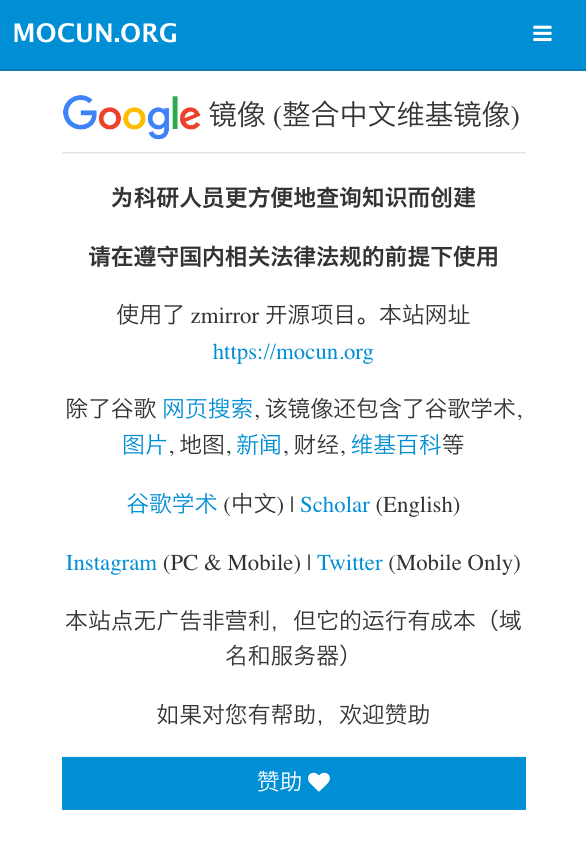 MOCUN.ORG
Google 镜像 (整合中文维基镜像)
为科研人员更方便地查询知识而创建
请在遵守国内相关法律法规的前提下使用
使用了 zmirror 开源项目。本站网址
https://mocun.org
除了谷歌 网页搜索, 该镜像还包含了谷歌学术,
图片, 地图, 新闻, 财经, 维基百科等
谷歌学术 (中文) | Scholar (English)
Instagram (PC & Mobile) | Twitter (Mobile Only)
本站点无广告非营利，但它的运行有成本（域
名和服务器）
如果对您有帮助，欢迎赞助
赞助